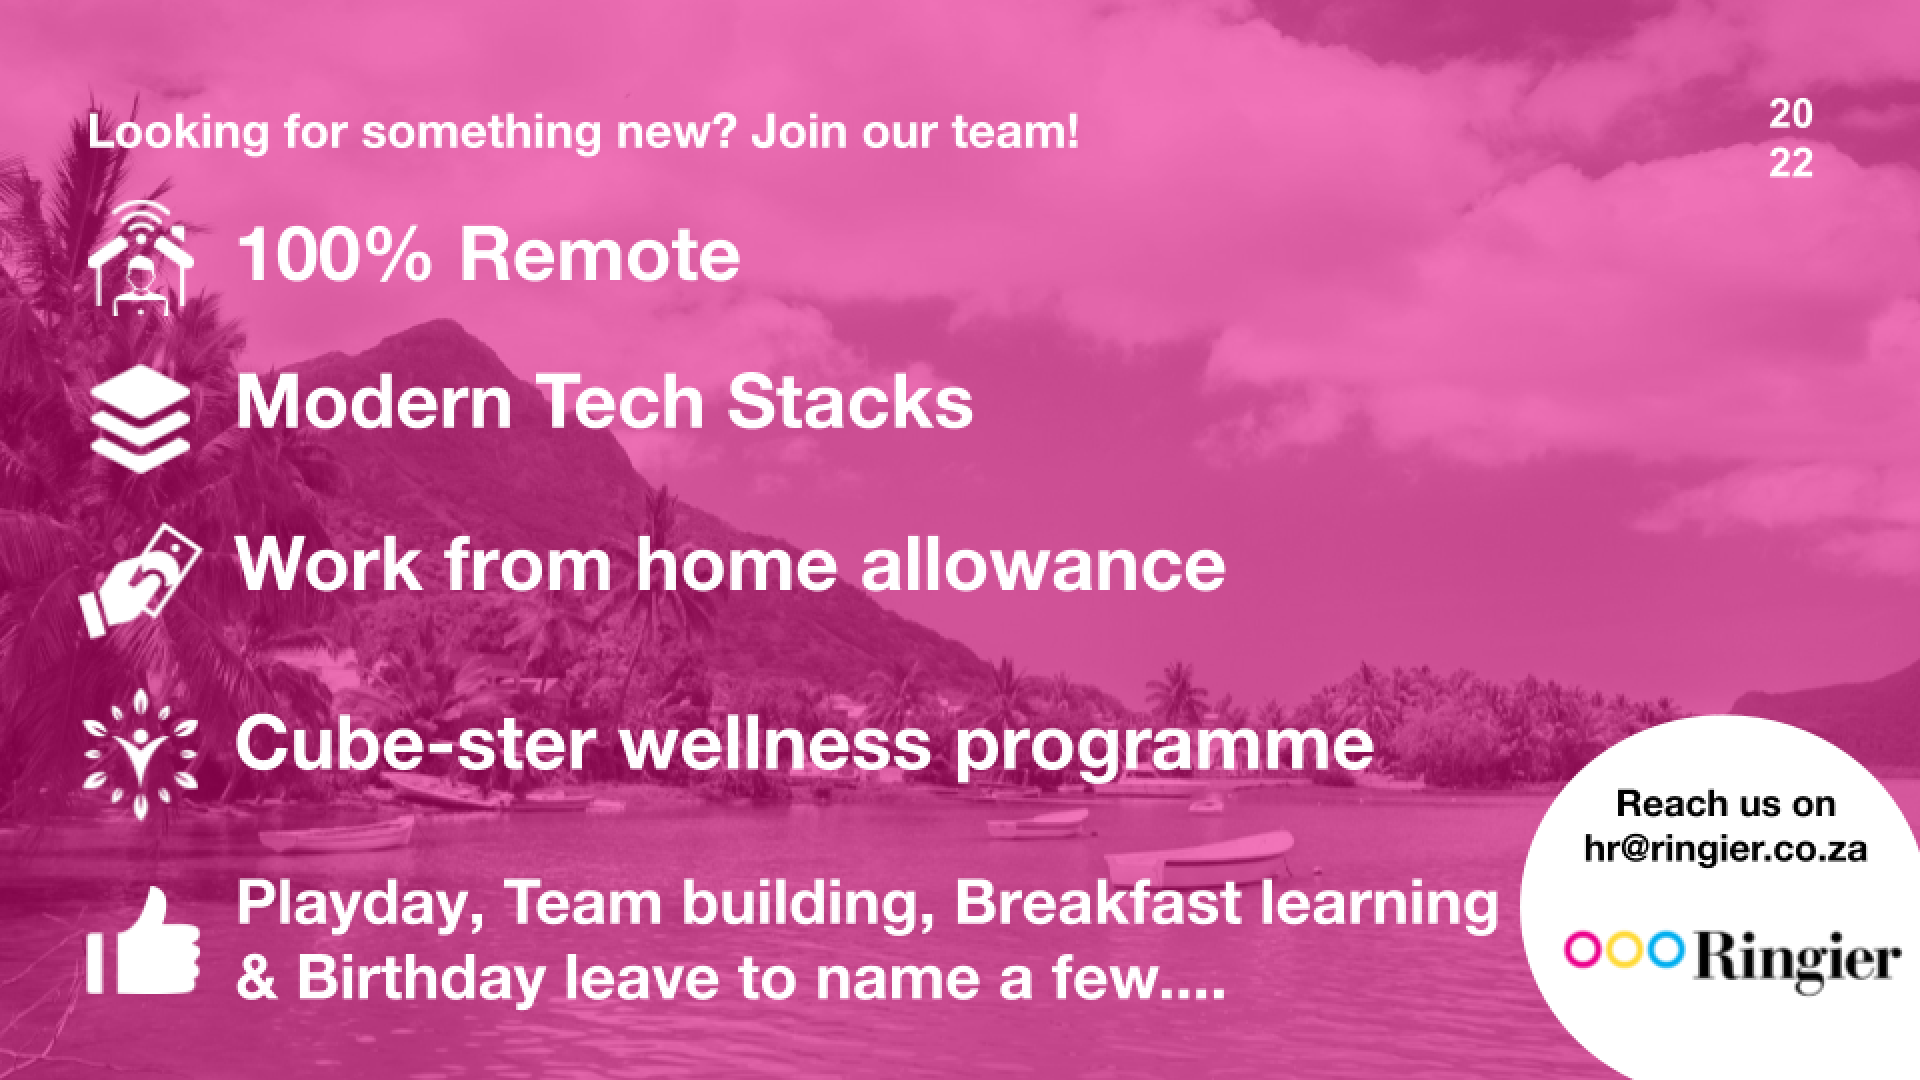 Looking for something new? Join our team!
20
22
100% Remote
Modern Tech Stacks
Work from home allowance
Cube-ster wellness programme
Playday, Team building, Breakfast learning
& Birthday leave to name a few....
Reach us on
hr@ringier.co.za
Ringier